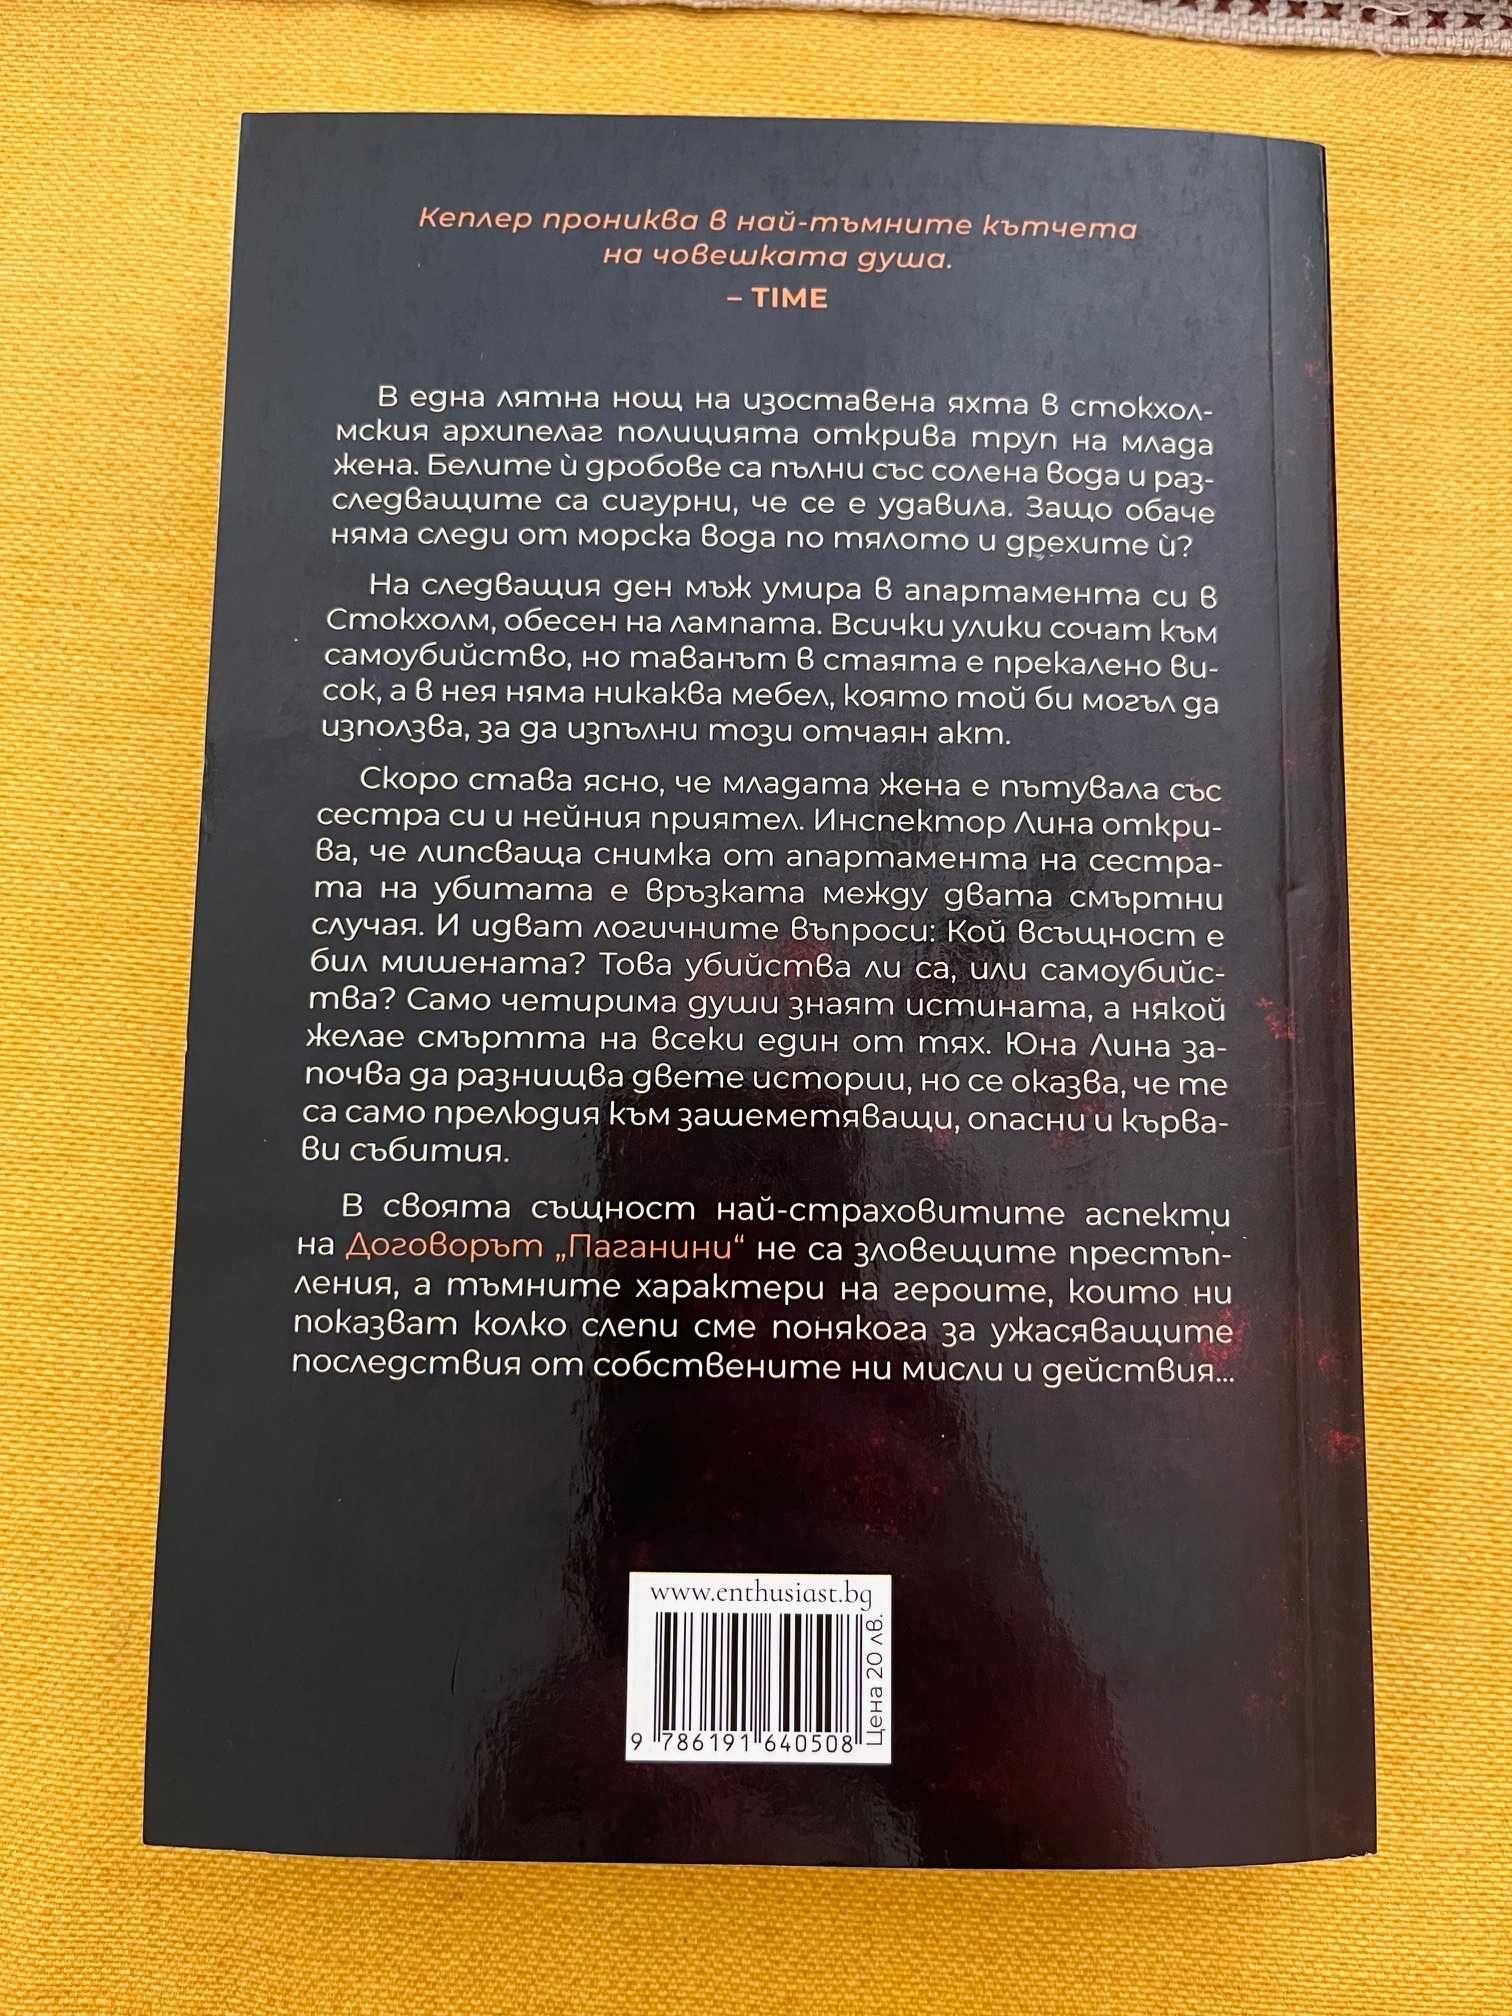 Кеплер прониква в най-тъмните кътчета
на човешката душа.
– TIME
В една лятна нощ на изоставена яхта в стокхол-
мския архипелаг полицията открива труп на млада
жена. Белите ѝ дробове са пълни със солена вода и раз-
следващите са сигурни, че се е удавила. Защо обаче
няма следи от морска вода по тялото и дрехите ѝ?
На следващия ден мъж умира в апартамента си в
Стокхолм, обесен на лампата. Всички улики сочат към
самоубийство, но таванът в стаята е прекалено ви-
сок, а в нея няма никаква мебел, която той би могъл да
използва, за да изпълни този отчаян акт.
Скоро става ясно, че младата жена е пътувала със
сестра си и нейния приятел. Инспектор Лина откри-
ва, че липсваща снимка от апартамента на сестра-
та на убитата е връзката между двата смъртни
случая. И идват логичните въпроси: Кой всъщност е
бил мишената? Това убийства ли са, или самоубийс-
тва? Само четирима души знаят истината, а някой
желае смъртта на всеки един от тях. Юна Лина за-
почва да разнищва двете истории, но се оказва, че те
са само прелюдия към зашеметяващи, опасни и кърва-
ви събития.
В своята същност най-страховитите аспекти
на Договорът „Паганини“ не са зловещите престъп-
ления, а тъмните характери на героите, които ни
показват колко слепи сме понякога за ужасяващите
последствия от собствените ни мисли и действия...
www.enthusiast.bg
Цена 20 лв.
9 786191 640508